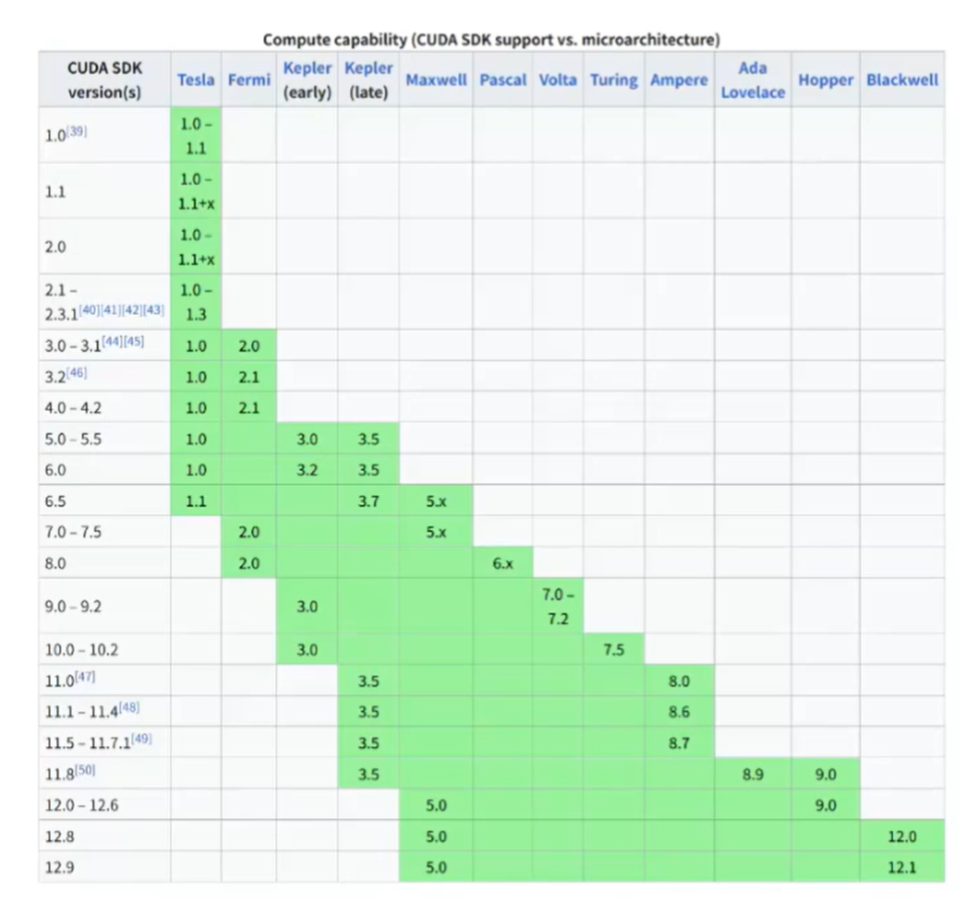 Compute capability (CUDA SDK support vs. microarchitecture)
CUDA SDK version(s) Tesla Fermi Kepler (early) Kepler (late) Maxwell Pascal Volta Turing Ampere Ada Lovelace Hopper Blackwell
1.0[39] 1.0 – 1.1
1.1 1.0 – 1.1+x
2.0 1.0 – 1.1+x
2.1 – 2.3.1[40][41][42][43] 1.0 – 1.3
3.0 – 3.1[44][45] 1.0 2.0
3.2[46] 1.0 2.1
4.0 – 4.2 1.0 2.1
5.0 – 5.5 1.0 3.0 3.5
6.0 1.0 3.2 3.5
6.5 1.1 3.7 5.x
7.0 – 7.5 2.0 5.x
8.0 2.0 6.x
9.0 – 9.2 3.0 7.0 – 7.2
10.0 – 10.2 3.0 7.5
11.0[47] 3.5 8.0
11.1 – 11.4[48] 3.5 8.6
11.5 – 11.7.1[49] 3.5 8.7
11.8[50] 3.5 8.9 9.0
12.0 – 12.6 5.0 9.0
12.8 5.0 12.0
12.9 5.0 12.1